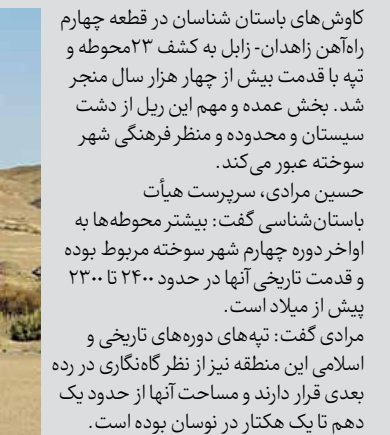 کاوش‌های باستان شناسان در قطعه چهارم
راه‌آهن زاهدان- زابل به کشف ۲۳محوطه و
تپه با قدمت بیش از چهار هزار سال منجر
شد. بخش عمده و مهم این ریل از دشت
سیستان و محدوده و منظر فرهنگی شهر
سوخته عبور می‌کند.
حسین مرادی، سرپرست هیأت
باستان‌شناسی گفت: بیشتر محوطه‌ها به
اواخر دوره چهارم شهر سوخته مربوط بوده
و قدمت تاریخی آنها در حدود ۲۴۰۰ تا ۲۳۰۰
پیش از میلاد است.
مرادی گفت: تپه‌های دوره‌های تاریخی و
اسلامی این منطقه نیز از نظر گاه‌نگاری در رده
بعدی قرار دارند و مساحت آنها از حدود یک
دهم تا یک هکتار در نوسان بوده است.